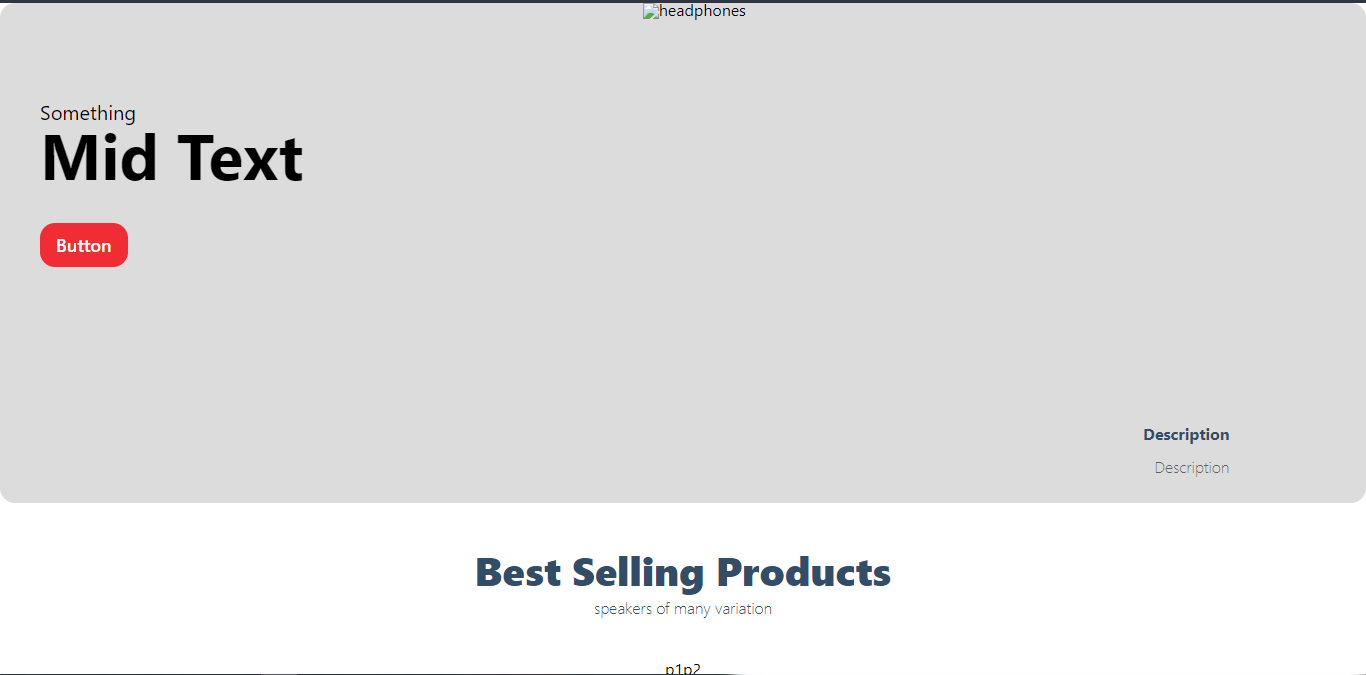 headphones
Something
Mid Text
Button
Description
Description
Best Selling Products
speakers of many variation
p1p2